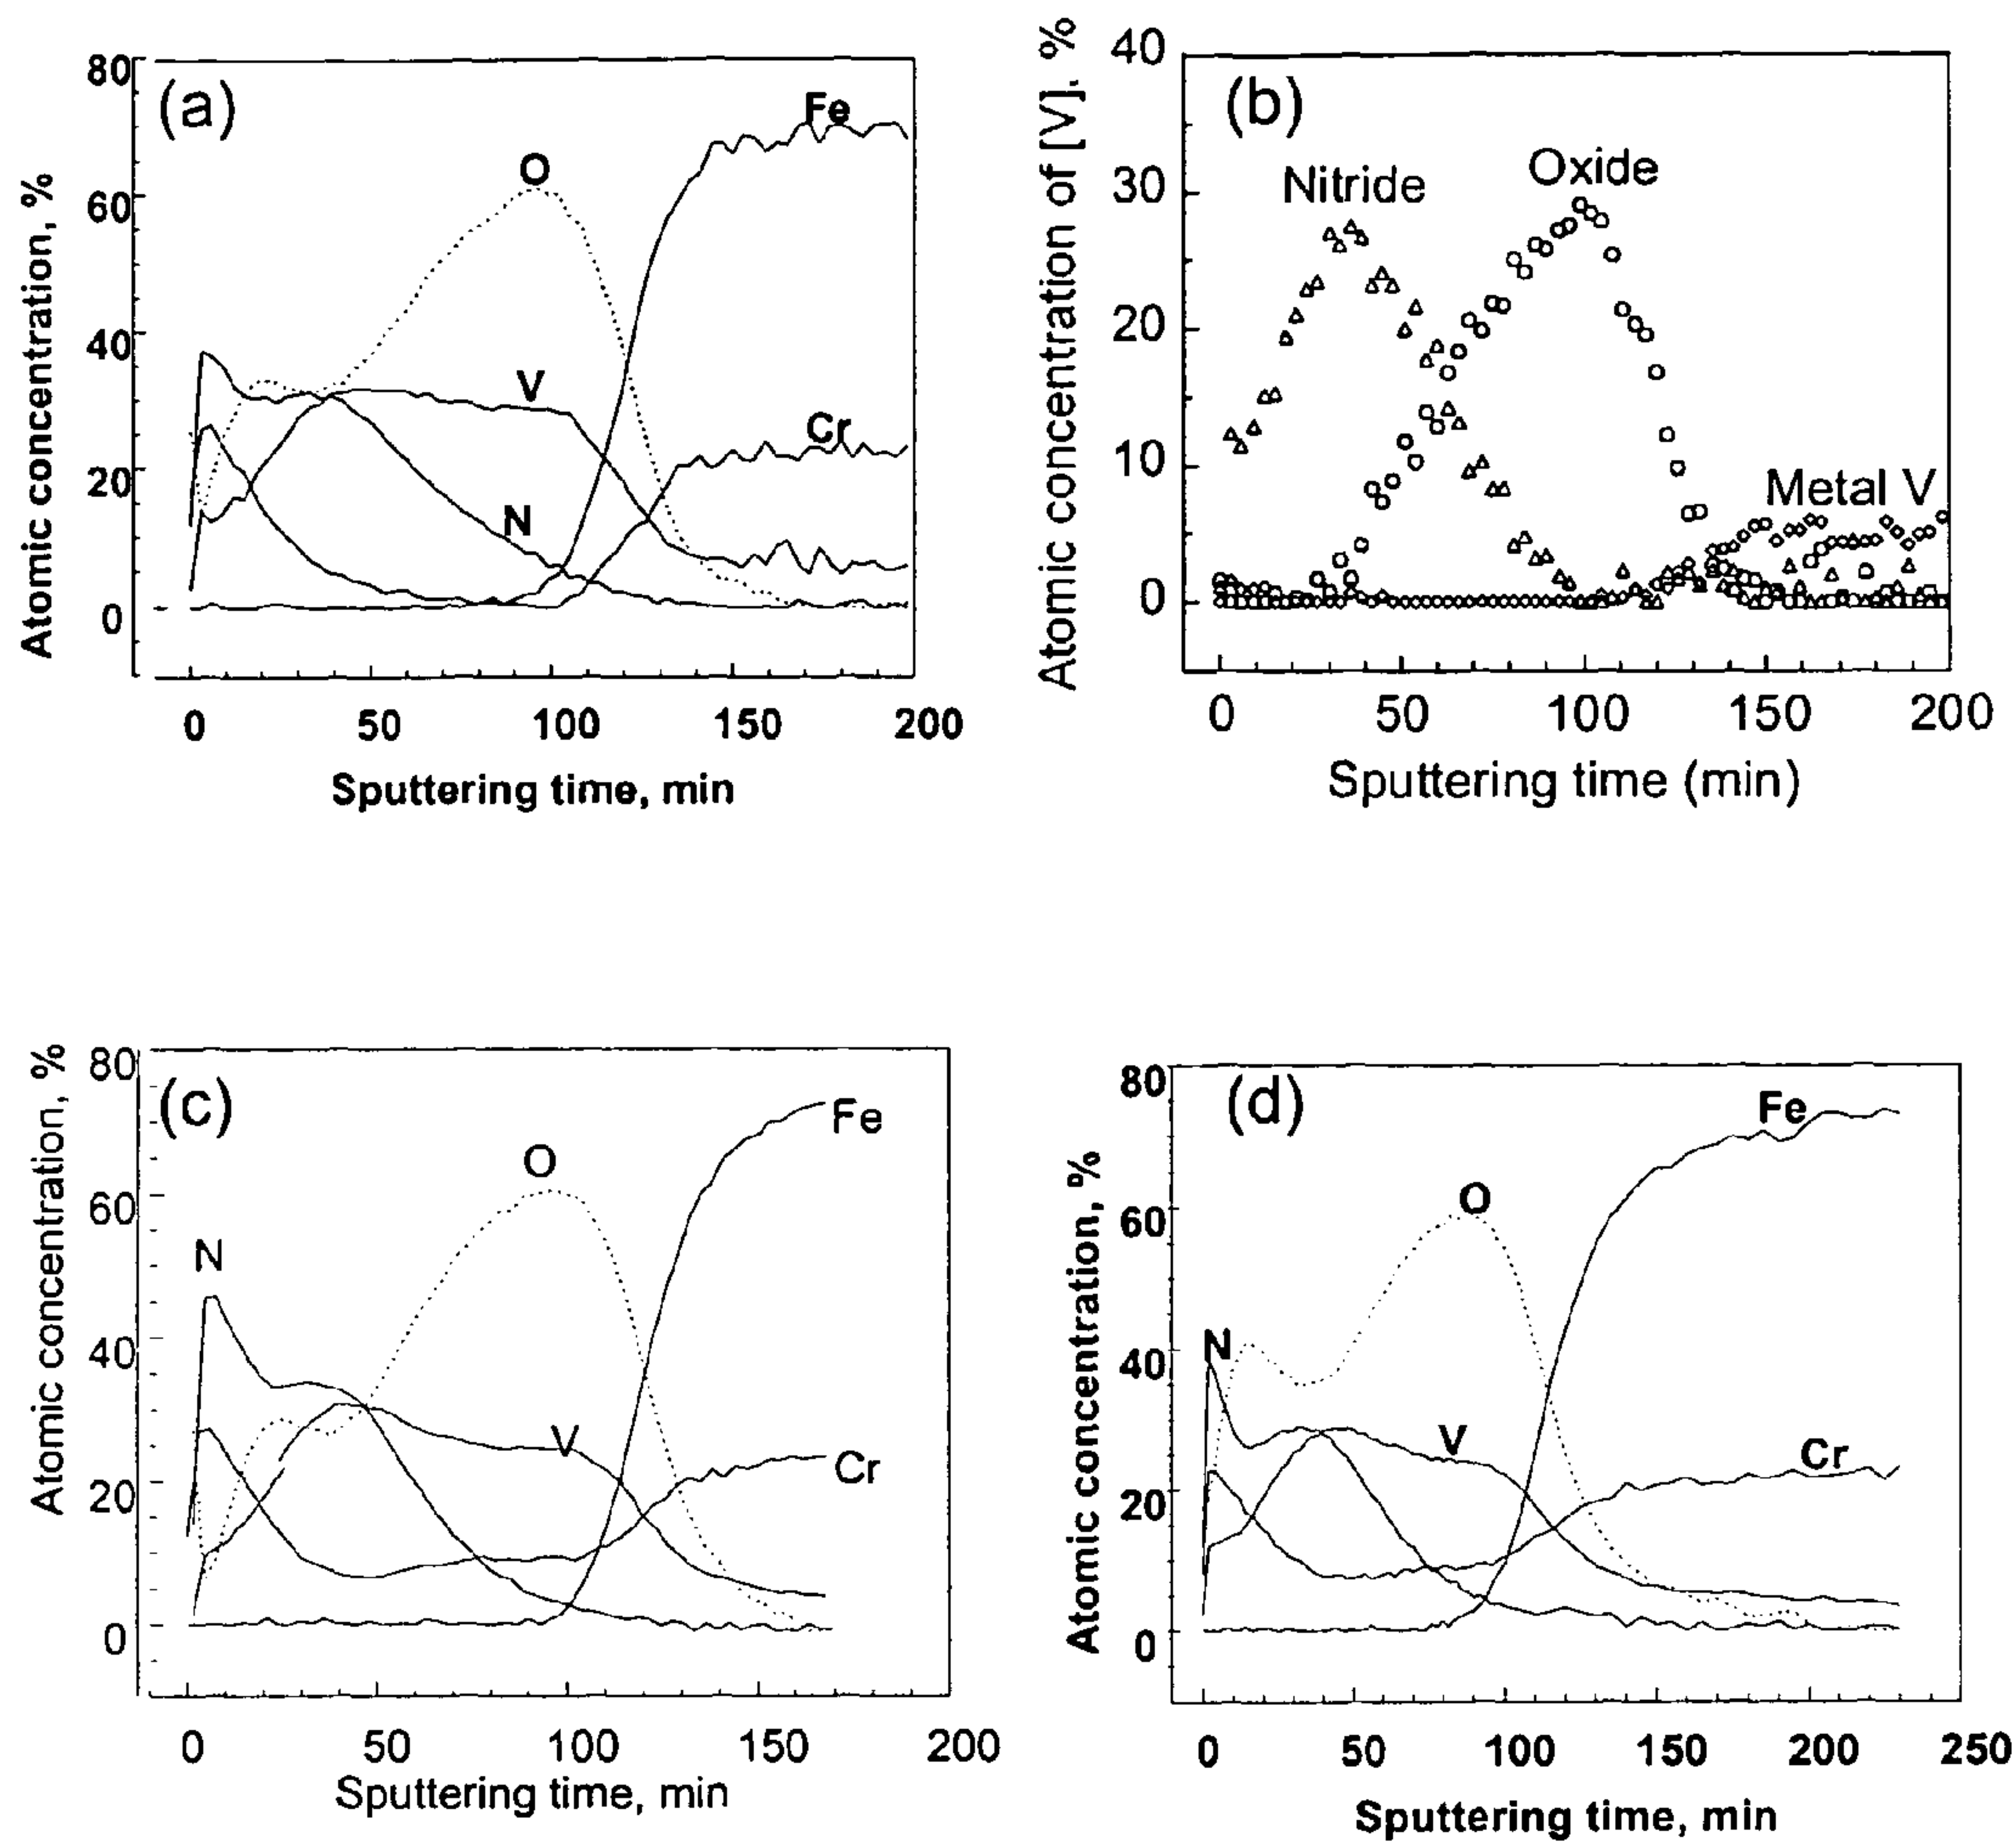 (a)
Atomic concentration, %
80
60
40
20
0
Fe
O
V
Cr
N
0 50 100 150 200
Sputtering time, min
(b)
Atomic concentration of [V], %
40
30
20
10
0
Nitride
Oxide
Metal V
0 50 100 150 200
Sputtering time (min)
(c)
Atomic concentration, %
80
60
40
20
0
Fe
O
N
V
Cr
0 50 100 150 200
Sputtering time, min
(d)
Atomic concentration, %
80
60
40
20
0
Fe
O
N
V
Cr
0 50 100 150 200 250
Sputtering time, min